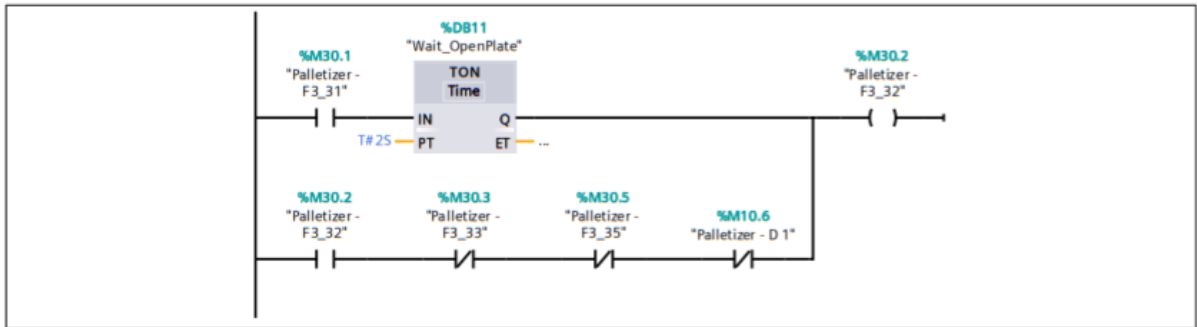 %DB11
"Wait_OpenPlate"
%M30.1
"Palletizer -
F3_31"
TON
Time
%M30.2
"Palletizer -
F3_32"
IN
Q
T#2S
PT
ET
...
%M30.2
"Palletizer -
F3_32"
%M30.3
"Palletizer -
F3_33"
%M30.5
"Palletizer -
F3_35"
%M10.6
"Palletizer - D 1"